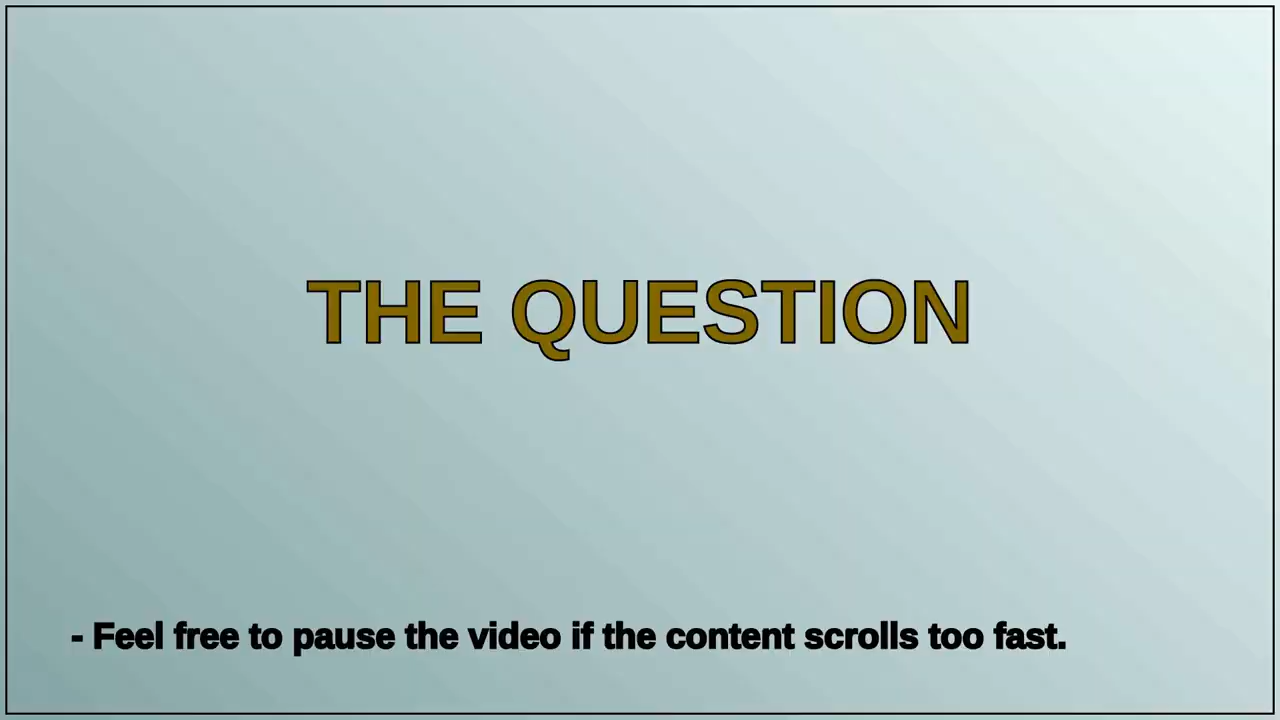 THE QUESTION
- Feel free to pause the video if the content scrolls too fast.